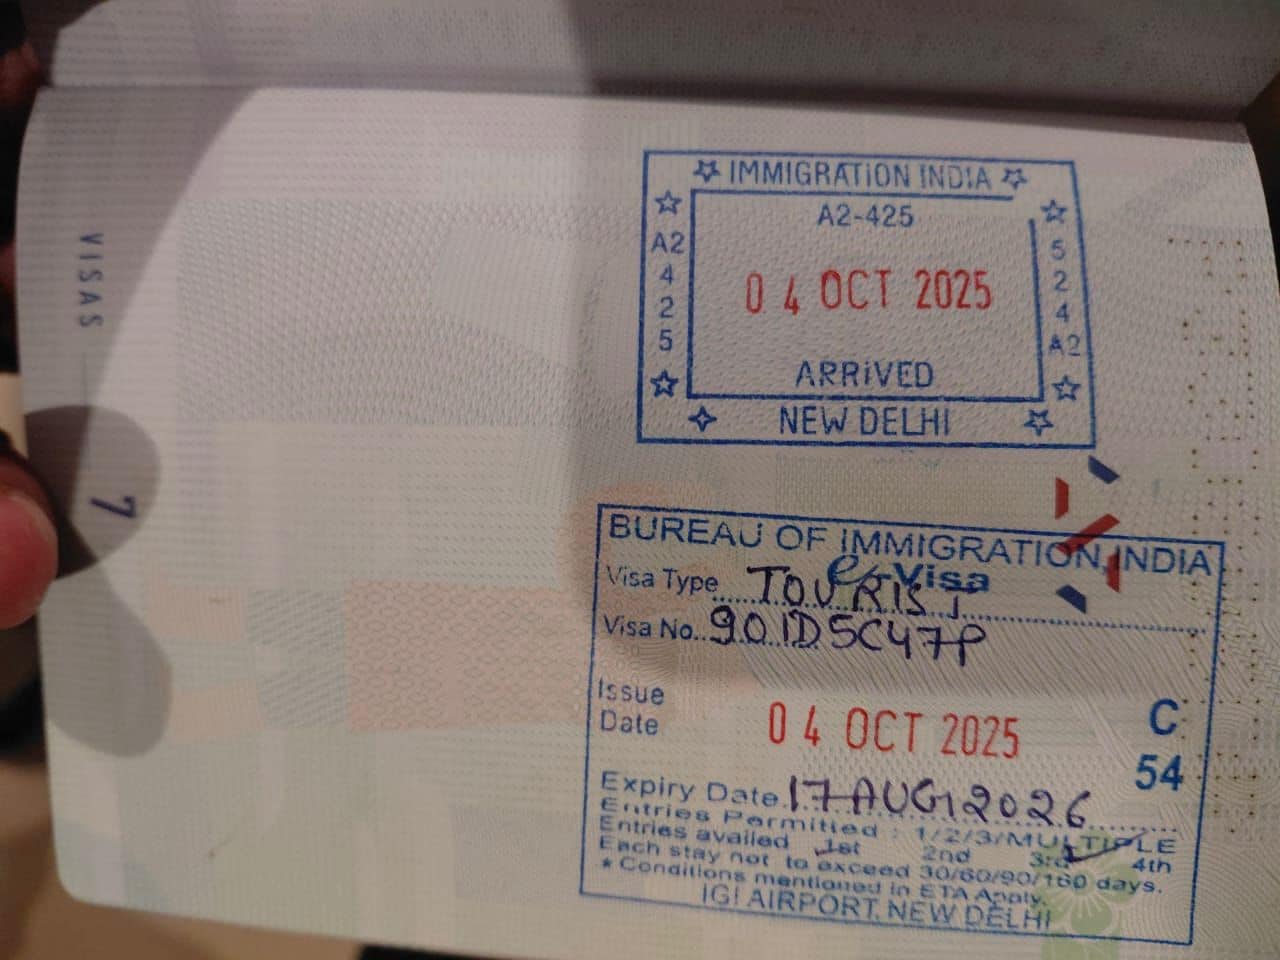 VISAS
7
IMMIGRATION INDIA
A2-425
A2
4
2
5
5
2
4
A2
04 OCT 2025
ARRIVED
NEW DELHI
BUREAU OF IMMIGRATION, INDIA
e-Visa
Visa Type TOURIST
Visa No. 901D5C47P
Issue
Date 04 OCT 2025
C
54
Expiry Date 17 AUG 2026
Entries Permitted : 1/2/3/MULTIPLE
Entries availed 1st 2nd 3rd 4th
Each stay not to exceed 30/60/90/160 days.
* Conditions mentioned in ETA Apply.
IGI AIRPORT, NEW DELHI